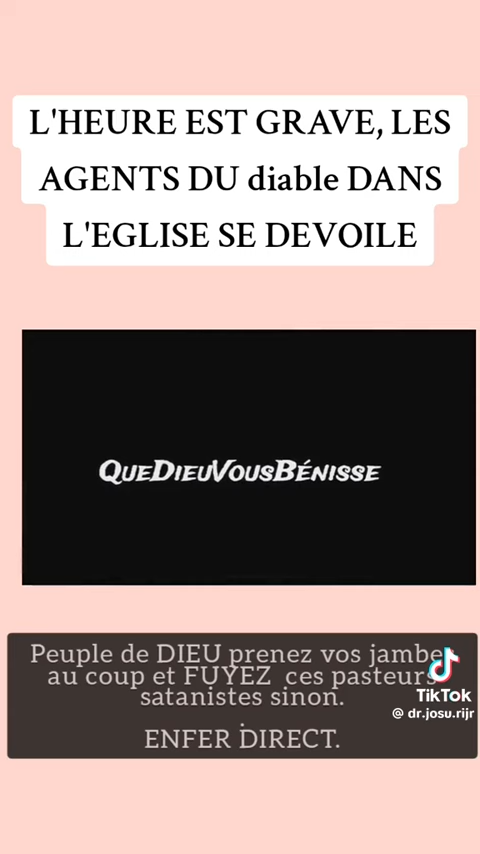 L'HEURE EST GRAVE, LES
AGENTS DU diable DANS
L'EGLISE SE DEVOILE
QueDieuVousBénisse
Peuple de DIEU prenez vos jambes
au coup et FUYEZ ces pasteurs
satanistes sinon.
.
ENFER DIRECT.
TikTok
@ dr.josu.rijr